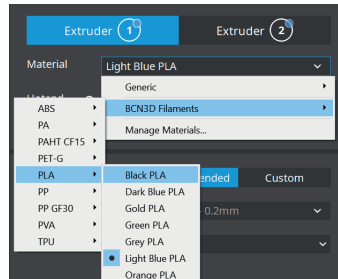 Extruder 1
Extruder 2
Material
Light Blue PLA
Generic
BCN3D Filaments
Manage Materials...
ABS
PA
PAHT CF15
PET-G
PLA
PP
PP GF30
PVA
TPU
Black PLA
Dark Blue PLA
Gold PLA
Green PLA
Grey PLA
Light Blue PLA
Orange PLA
Custom
0.2mm